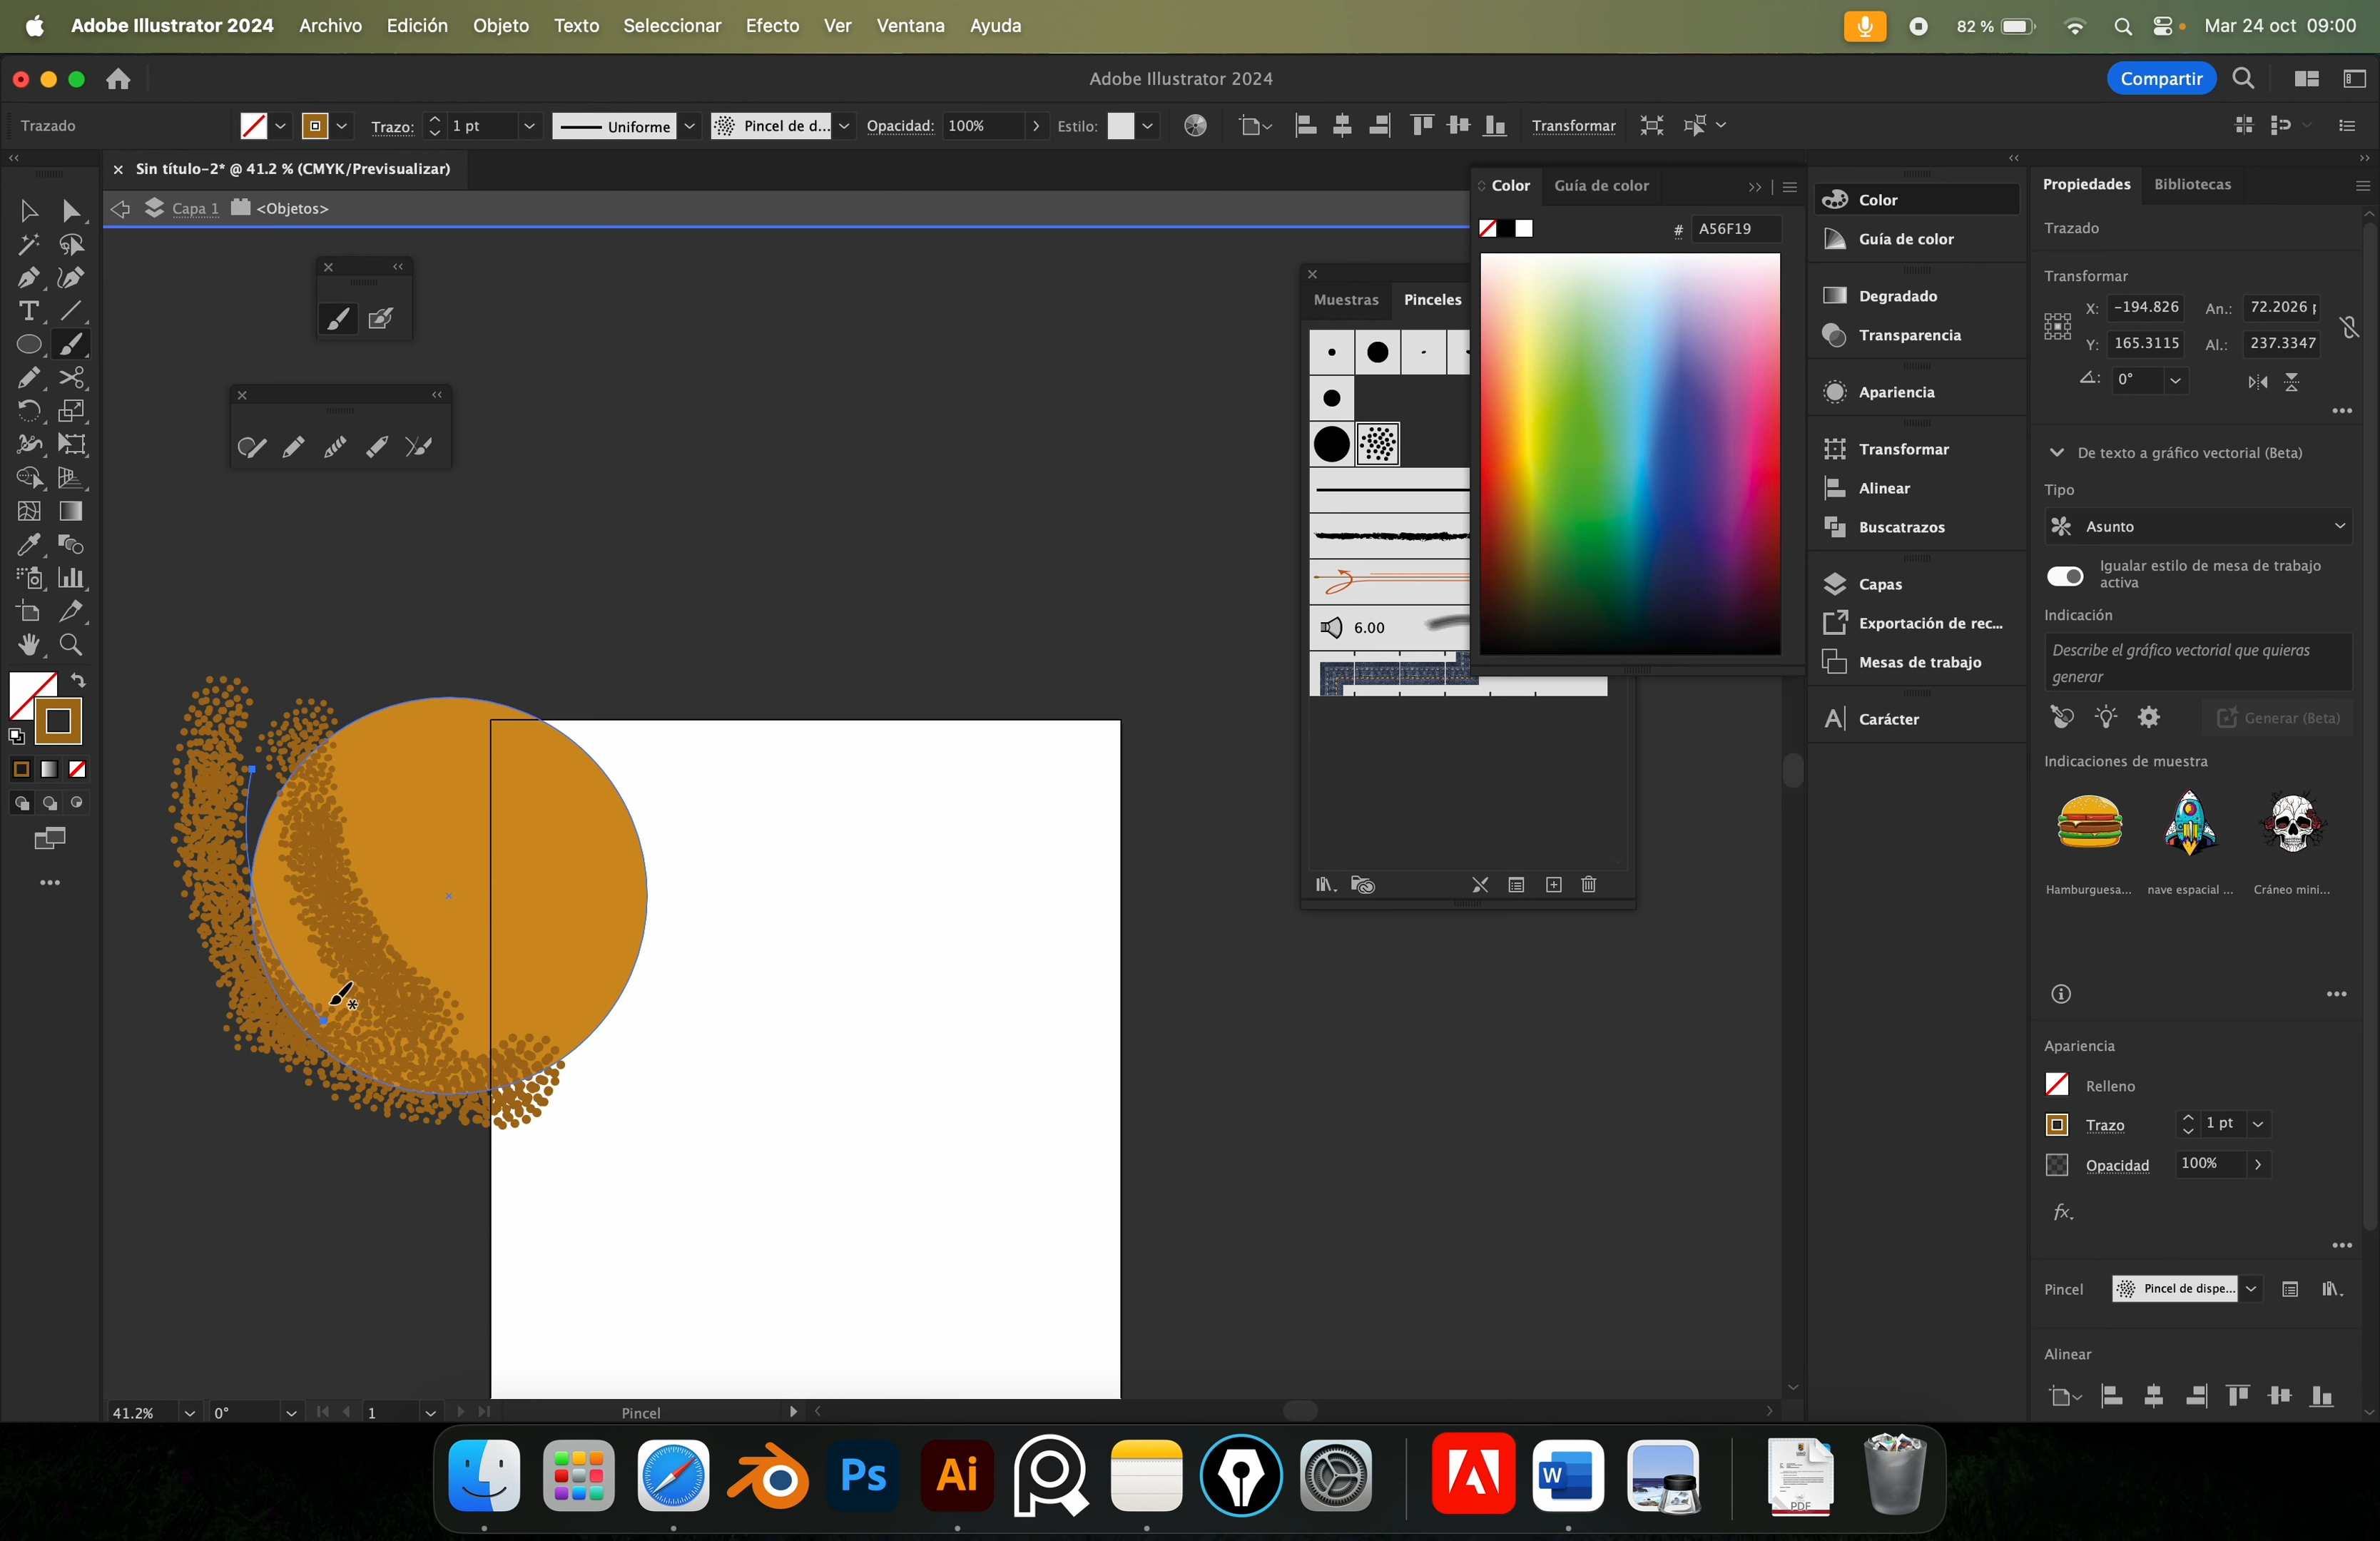 Adobe Illustrator 2024 Archivo Edición Objeto Texto Seleccionar Efecto Ver Ventana Ayuda 82 % Mar 24 oct 09:00
Adobe Illustrator 2024 Compartir
Trazado Trazo: 1 pt Uniforme Pincel de d... Opacidad: 100% Estilo: Transformar
Sin título-2* @ 41.2 % (CMYK/Previsualizar)
Capa 1 <Objetos>
Color Guía de color
# A56F19
Muestras Pinceles
6.00
Color
Guía de color
Degradado
Transparencia
Apariencia
Transformar
Alinear
Buscatrazos
Capas
Exportación de rec...
Mesas de trabajo
Carácter
Propiedades Bibliotecas
Trazado
Transformar
X: -194.826 An.: 72.2026
Y: 165.3115 Al.: 237.3347
0°
De texto a gráfico vectorial (Beta)
Tipo
Asunto
Igualar estilo de mesa de trabajo
activa
Indicación
Describe el gráfico vectorial que quieras
generar
Generar (Beta)
Indicaciones de muestra
Hamburguesa... nave espacial ... Cráneo mini...
Apariencia
Relleno
Trazo 1 pt
Opacidad 100%
fx
Pincel Pincel de dispe...
Alinear
41.2% 0° 1 Pincel
Ps Ai W PDF